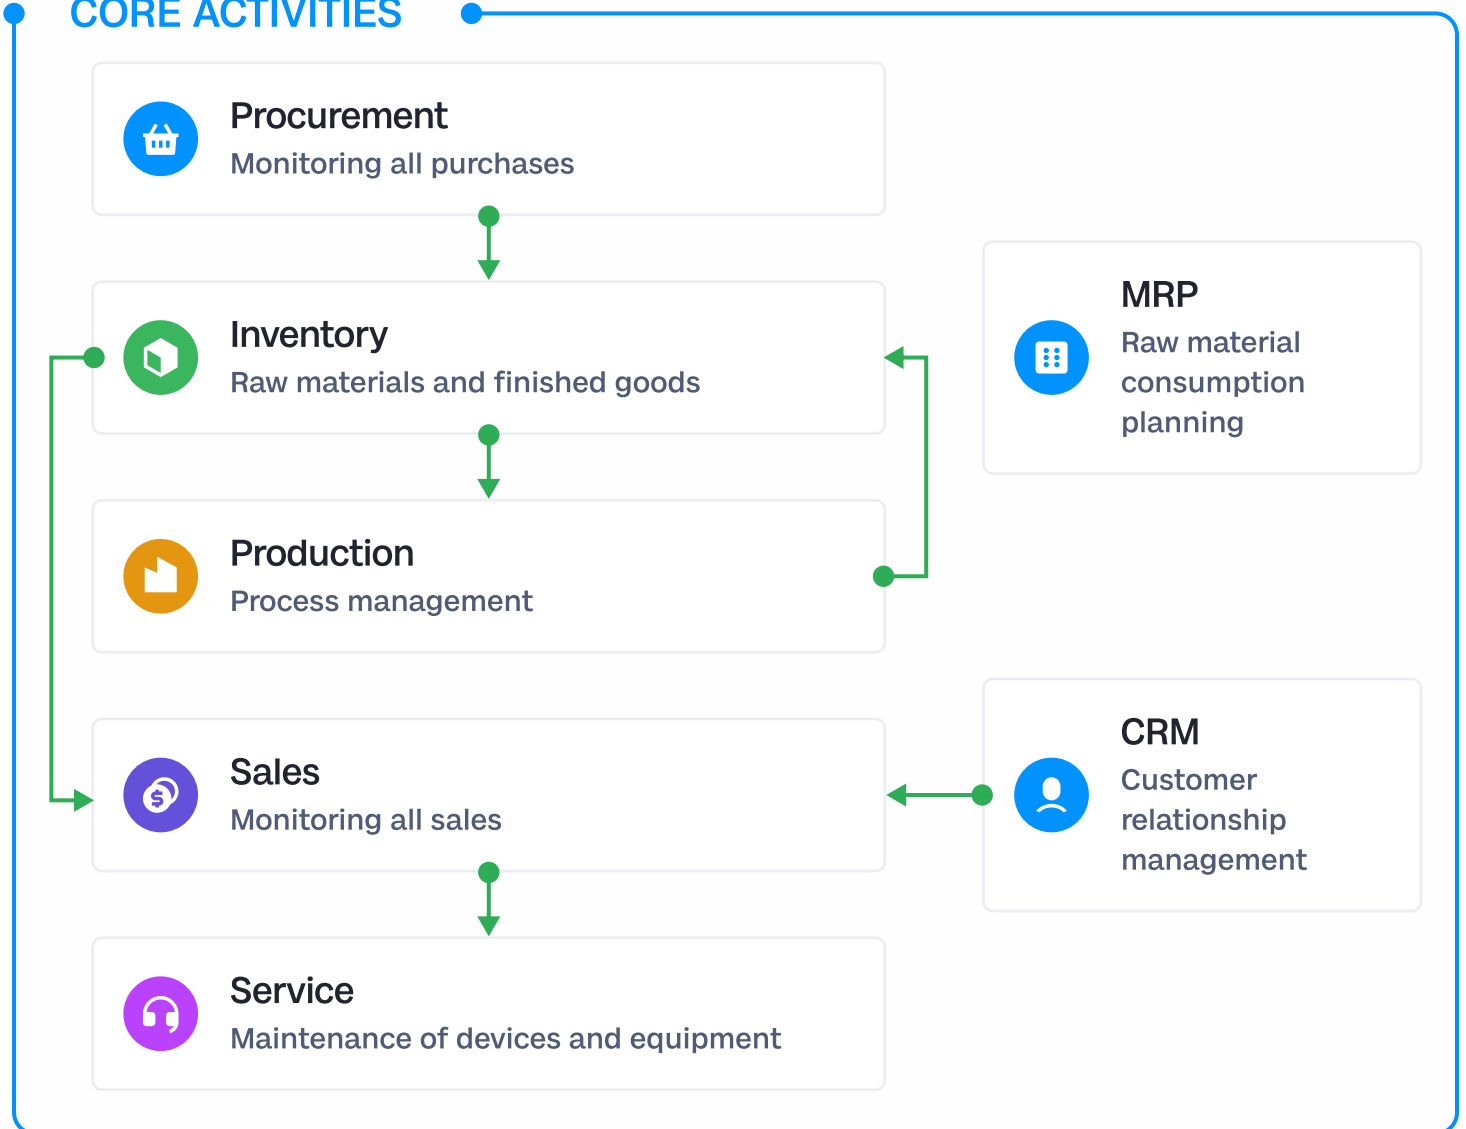 CORE ACTIVITIES
Procurement
Monitoring all purchases
Inventory
Raw materials and finished goods
MRP
Raw material
consumption
planning
Production
Process management
Sales
Monitoring all sales
CRM
Customer
relationship
management
Service
Maintenance of devices and equipment